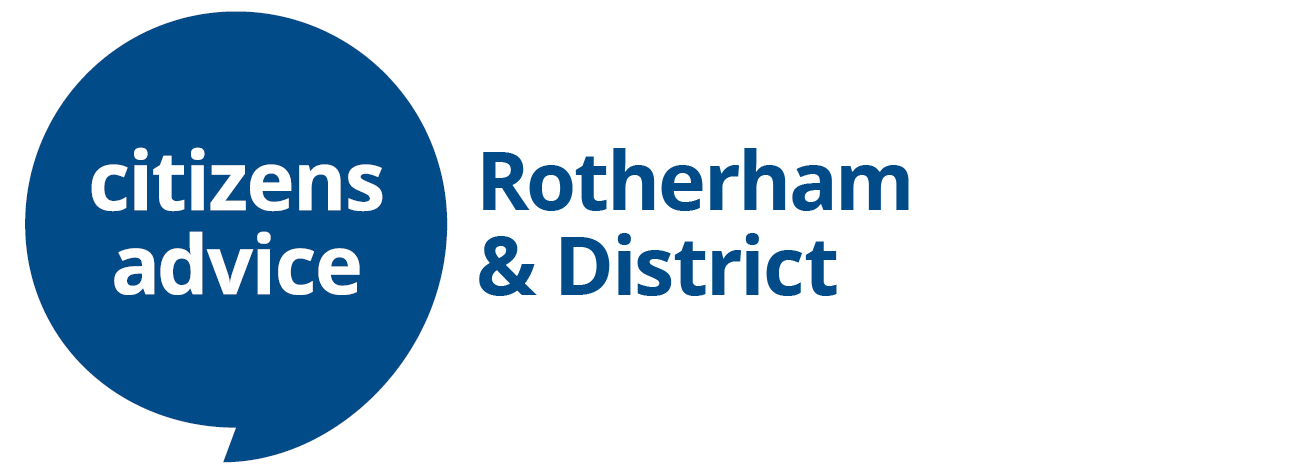 citizens
advice
Rotherham
& District